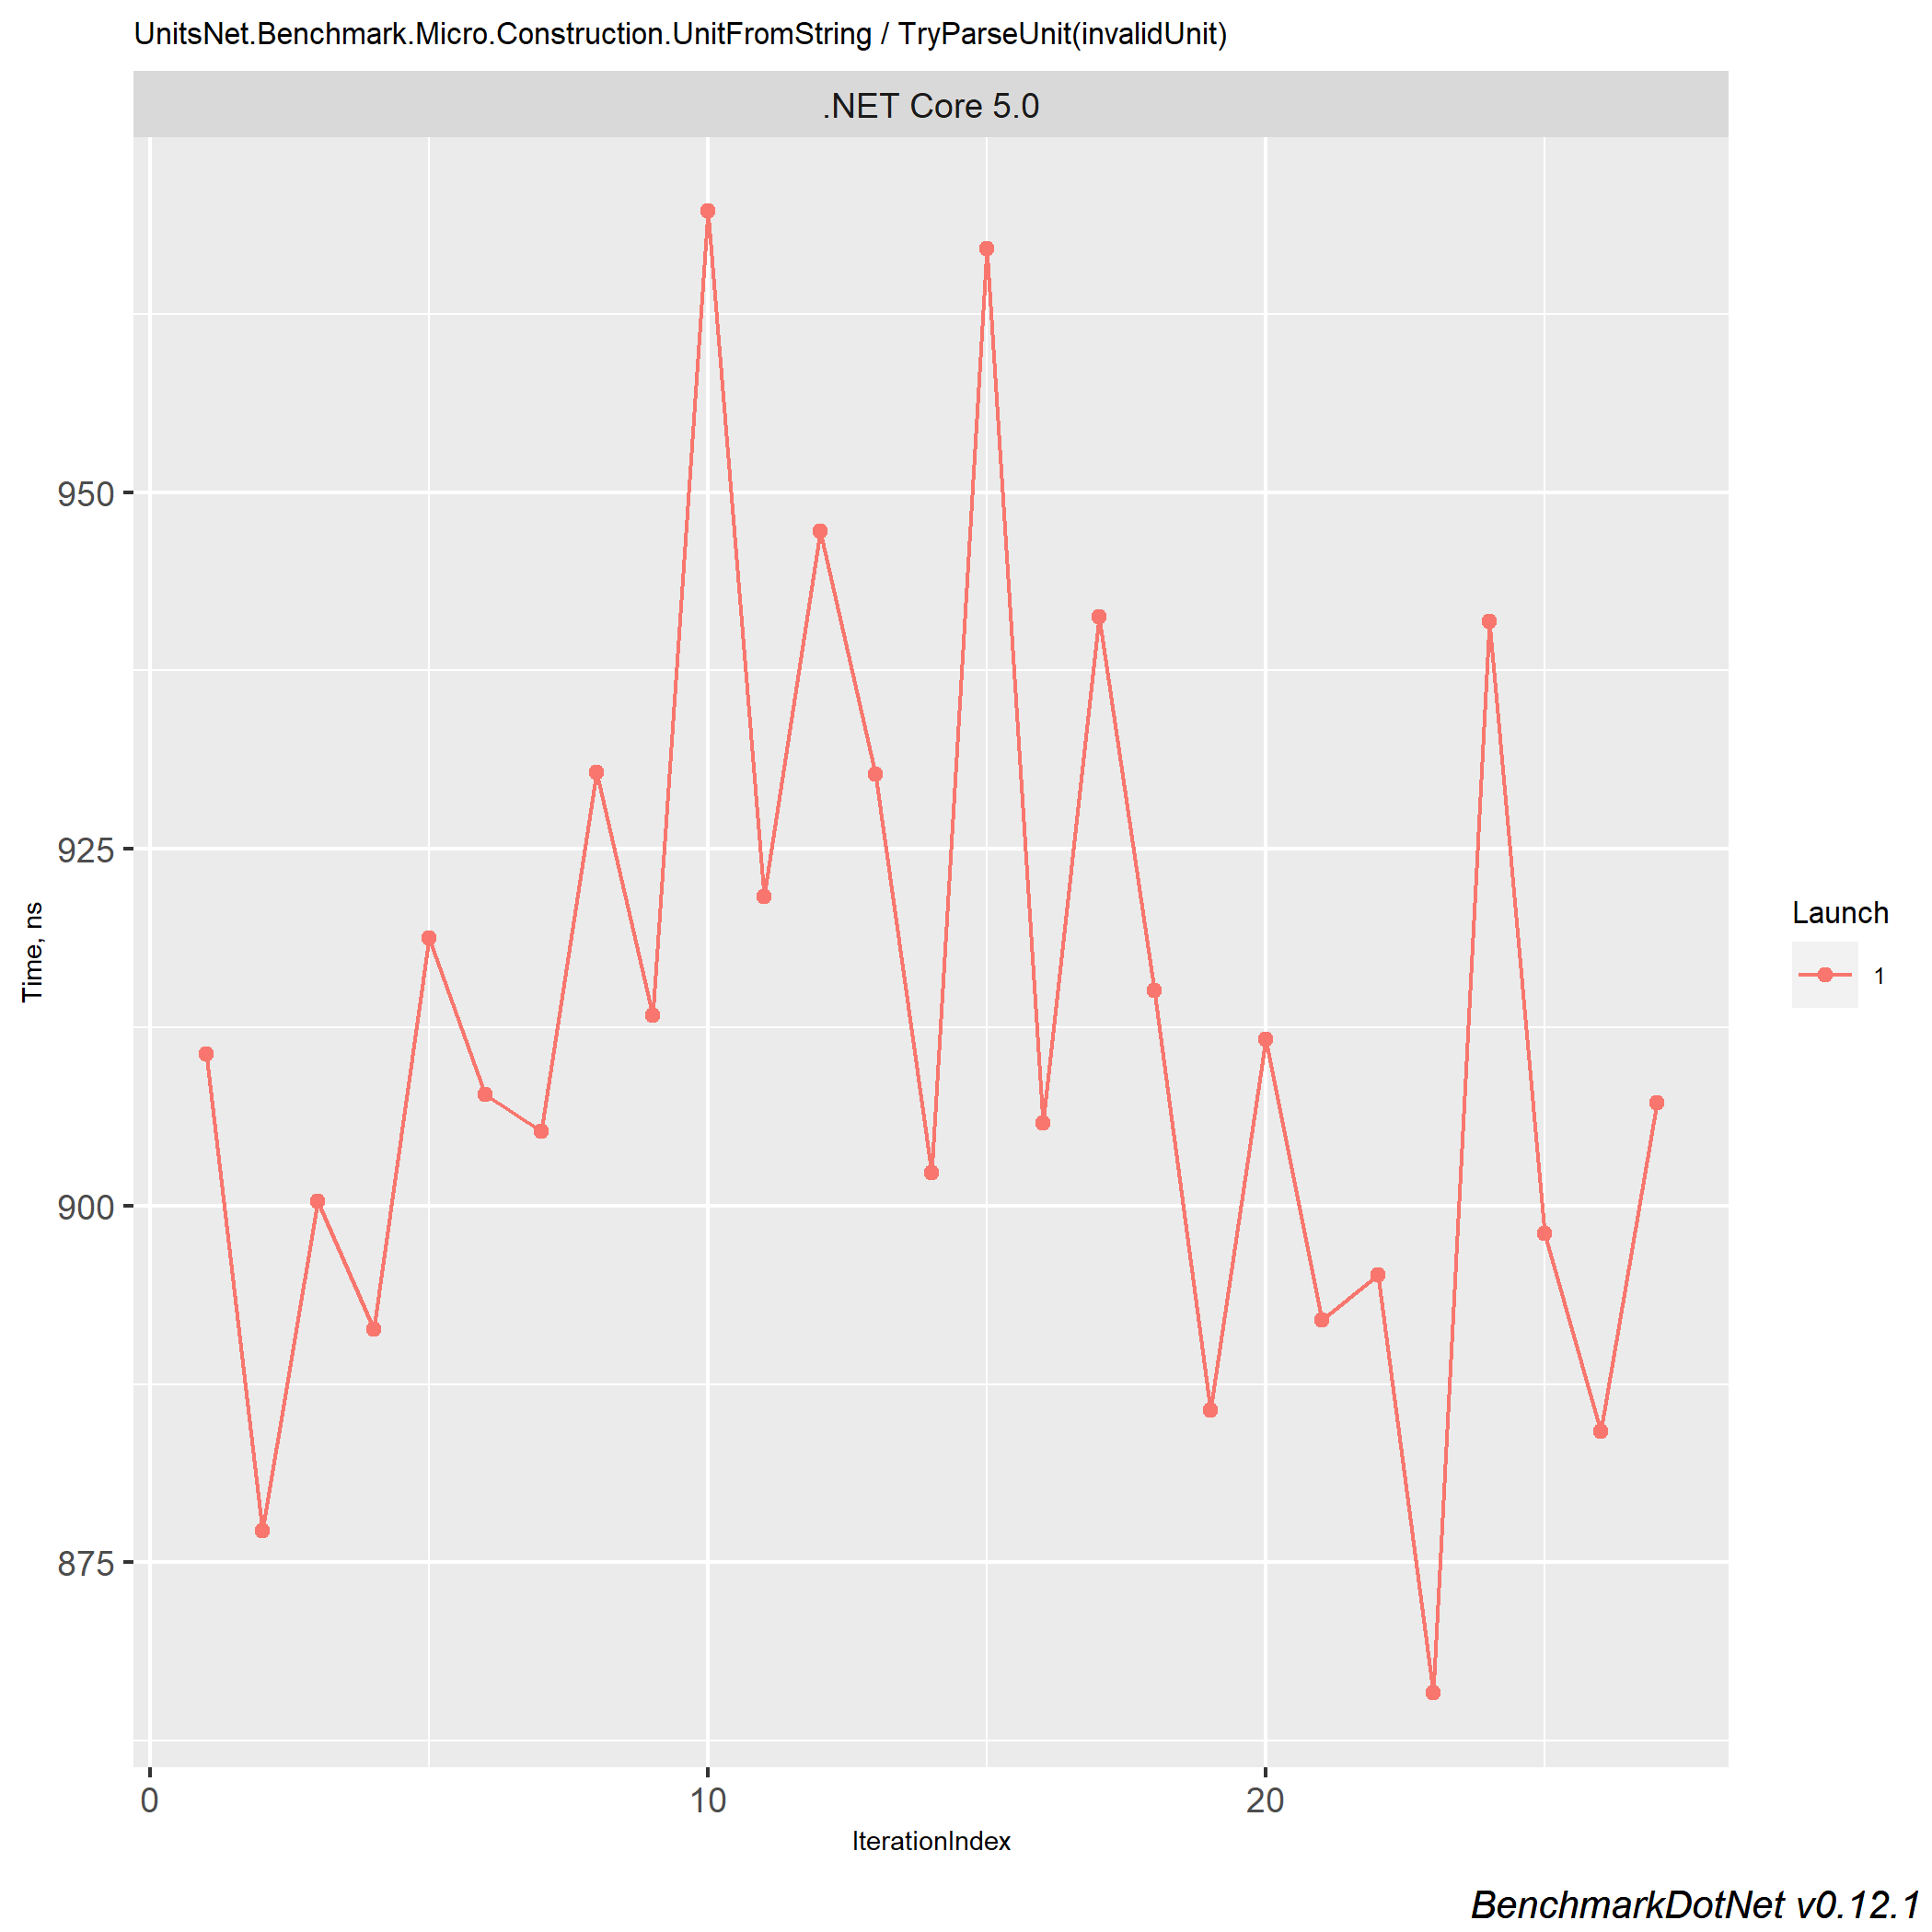 UnitsNet.Benchmark.Micro.Construction.UnitFromString / TryParseUnit(invalidUnit)
.NET Core 5.0
950
925
900
875
Time, ns
0 10 20
IterationIndex
Launch
1
BenchmarkDotNet v0.12.1